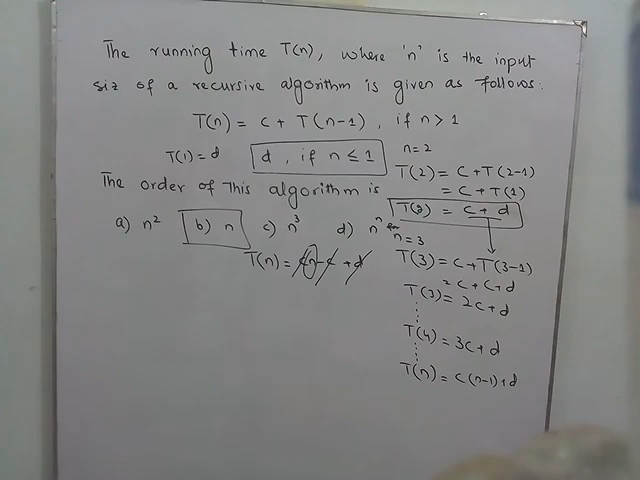 The running time T(n), where 'n' is the input
siz of a recursive algorithm is given as follows:
T(n) = c + T(n-1), if n > 1
d, if n ≤ 1
T(1) = d
The order of this algorithm is
a) n² b) n c) n³ d) nⁿ
T(n) = cn - c + d
n=2
T(2) = c + T(2-1)
= c + T(1)
T(2) = c + d
for n = 3
T(3) = c + T(3-1)
= c + c + d
T(3) = 2c + d
T(4) = 3c + d
T(n) = c(n-1) + d